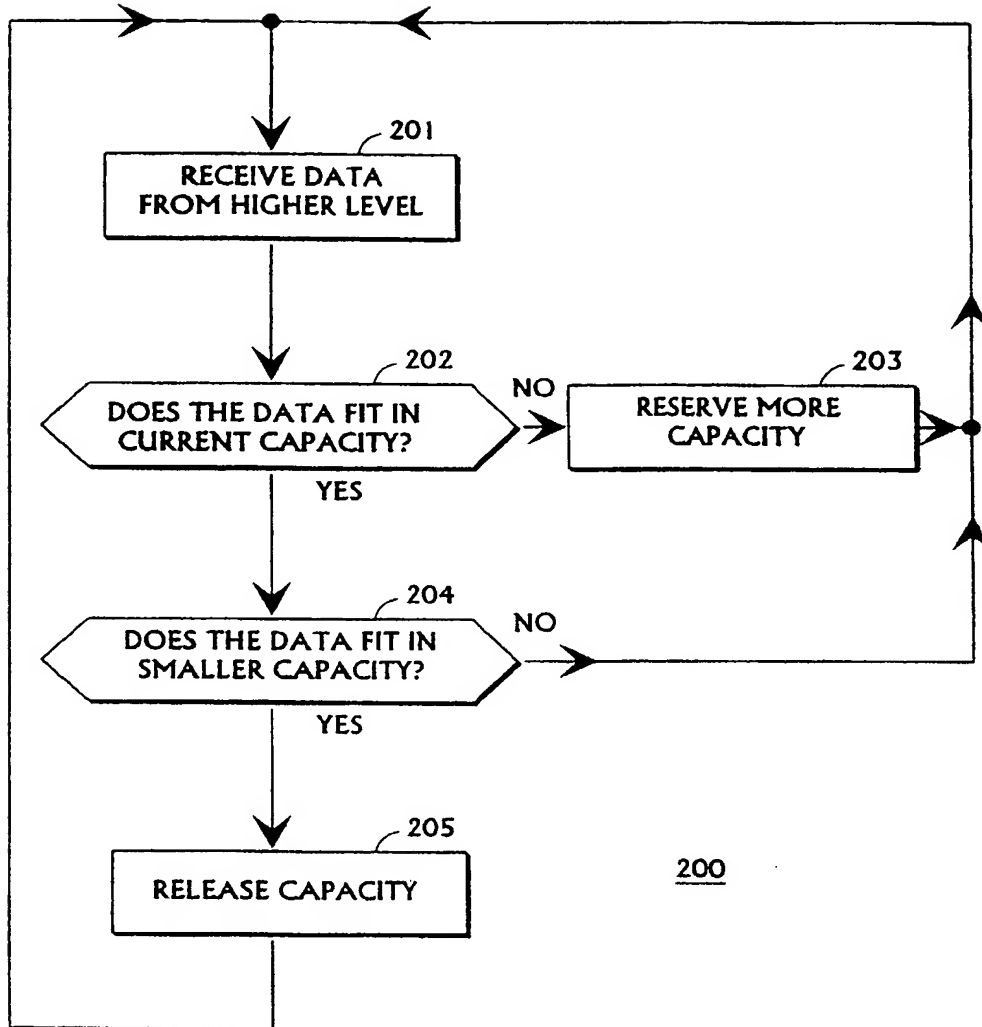 201
RECEIVE DATA
FROM HIGHER LEVEL
202
DOES THE DATA FIT IN
CURRENT CAPACITY?
NO
203
RESERVE MORE
CAPACITY
YES
204
DOES THE DATA FIT IN
SMALLER CAPACITY?
NO
YES
205
RELEASE CAPACITY
200